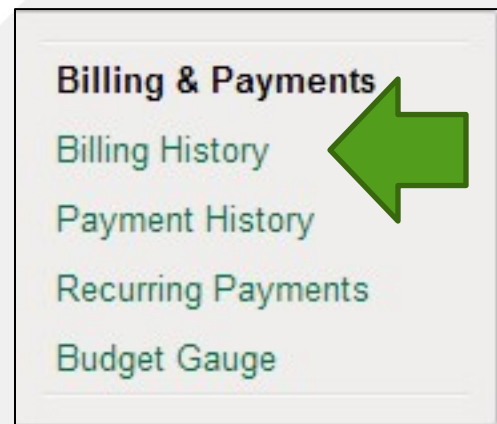 Billing & Payments
Billing History
Payment History
Recurring Payments
Budget Gauge